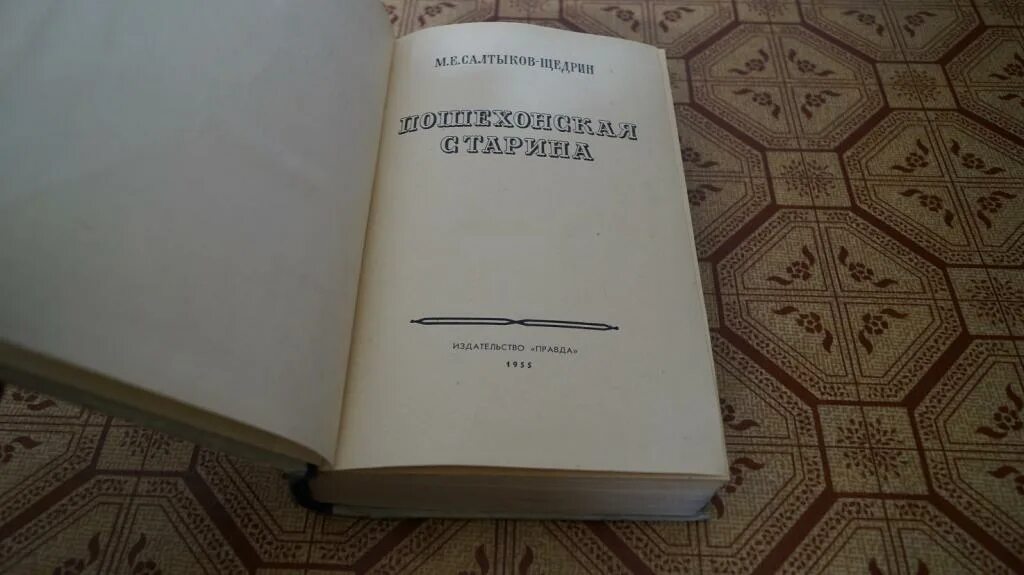 М.Е.САЛТЫКОВ-ЩЕДРИН
ПОШЕХОНСКАЯ
СТАРИНА
ИЗДАТЕЛЬСТВО «ПРАВДА»
1955